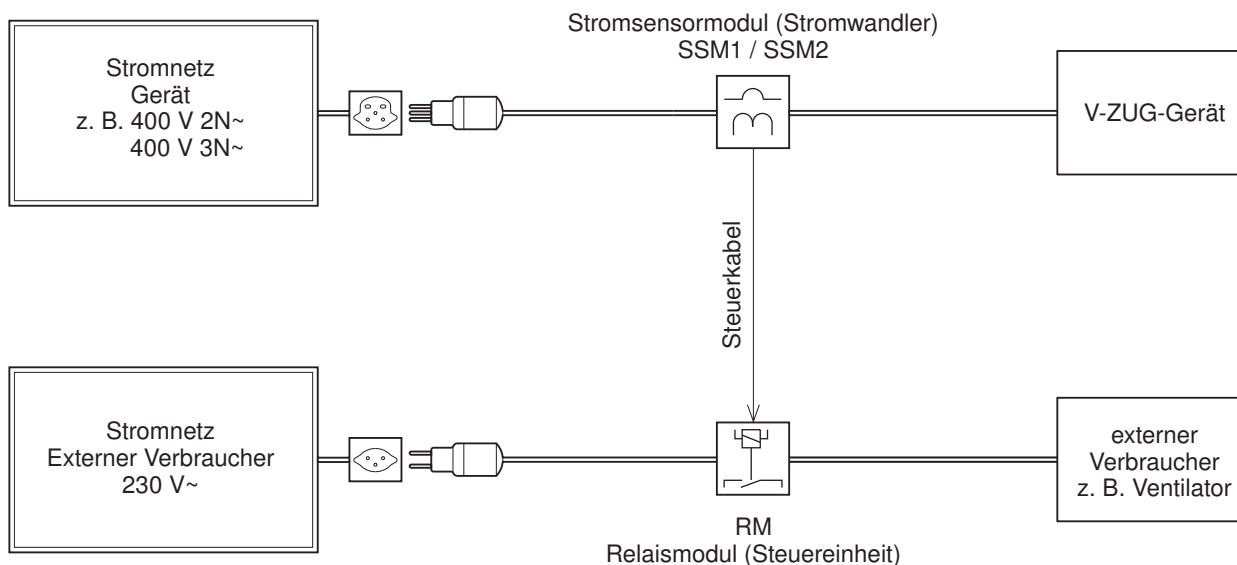 Stromsensormodul (Stromwandler)
SSM1 / SSM2
Stromnetz
Gerät
z. B. 400 V 2N~
400 V 3N~
V-ZUG-Gerät
Steuerkabel
Stromnetz
Externer Verbraucher
230 V~
externer
Verbraucher
z. B. Ventilator
RM
Relaismodul (Steuereinheit)